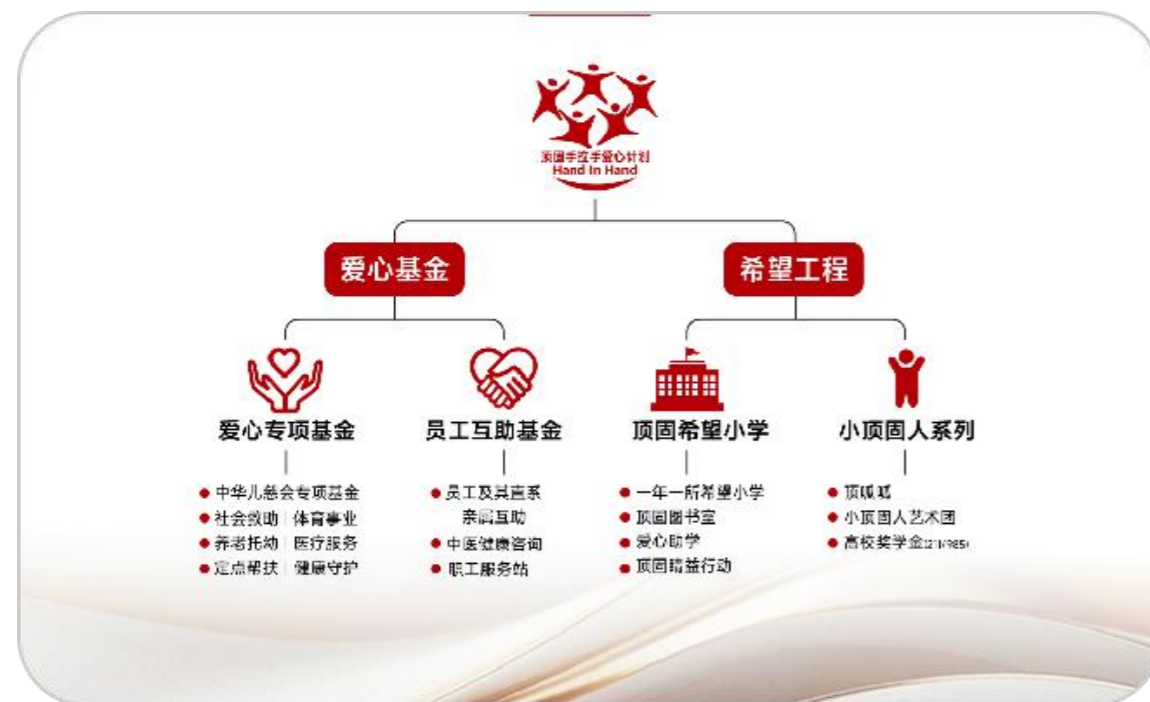 顶固手拉手爱心计划
Hand In Hand
爱心基金
希望工程
爱心专项基金
中华儿慈会专项基金
社会救助 | 体育事业
养老托幼 | 医疗服务
定点帮扶 | 健康守护
员工互助基金
员工及其直系
亲属互助
中医健康咨询
职工服务站
顶固希望小学
一年一所希望小学
顶固图书室
爱心助学
顶固睛益行动
小顶固人系列
顶呱呱
小顶固人艺术团
高校奖学金(211/985)